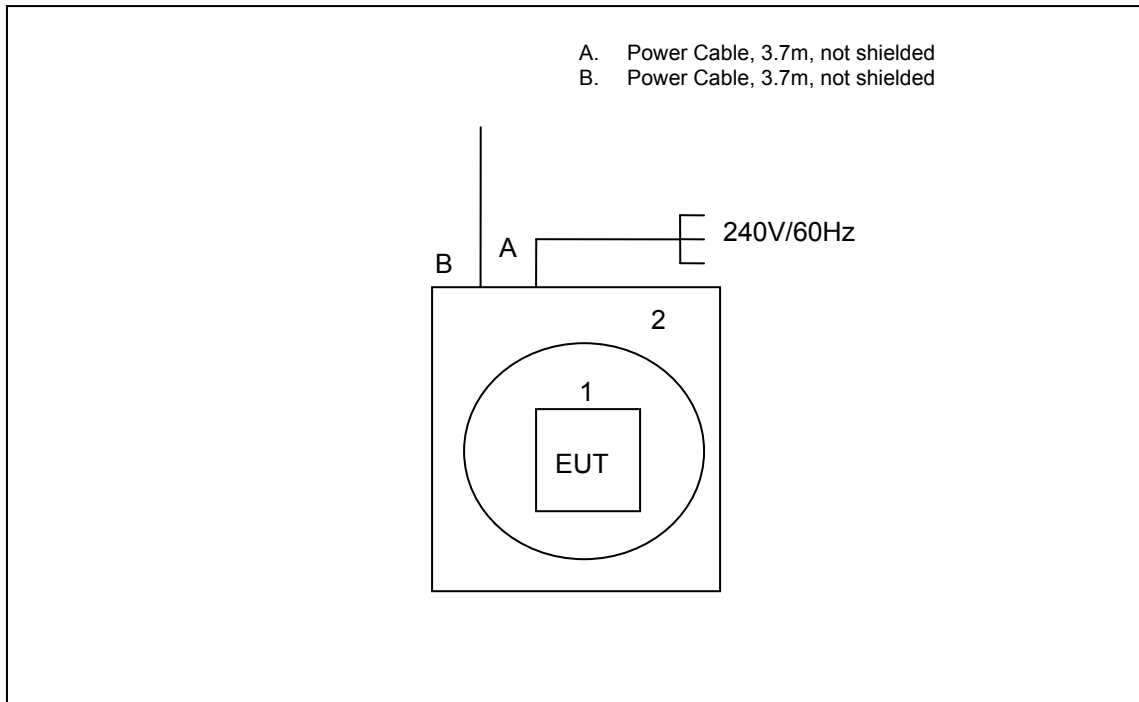 A. Power Cable, 3.7m, not shielded
B. Power Cable, 3.7m, not shielded
240V/60Hz
A
B
2
1
EUT